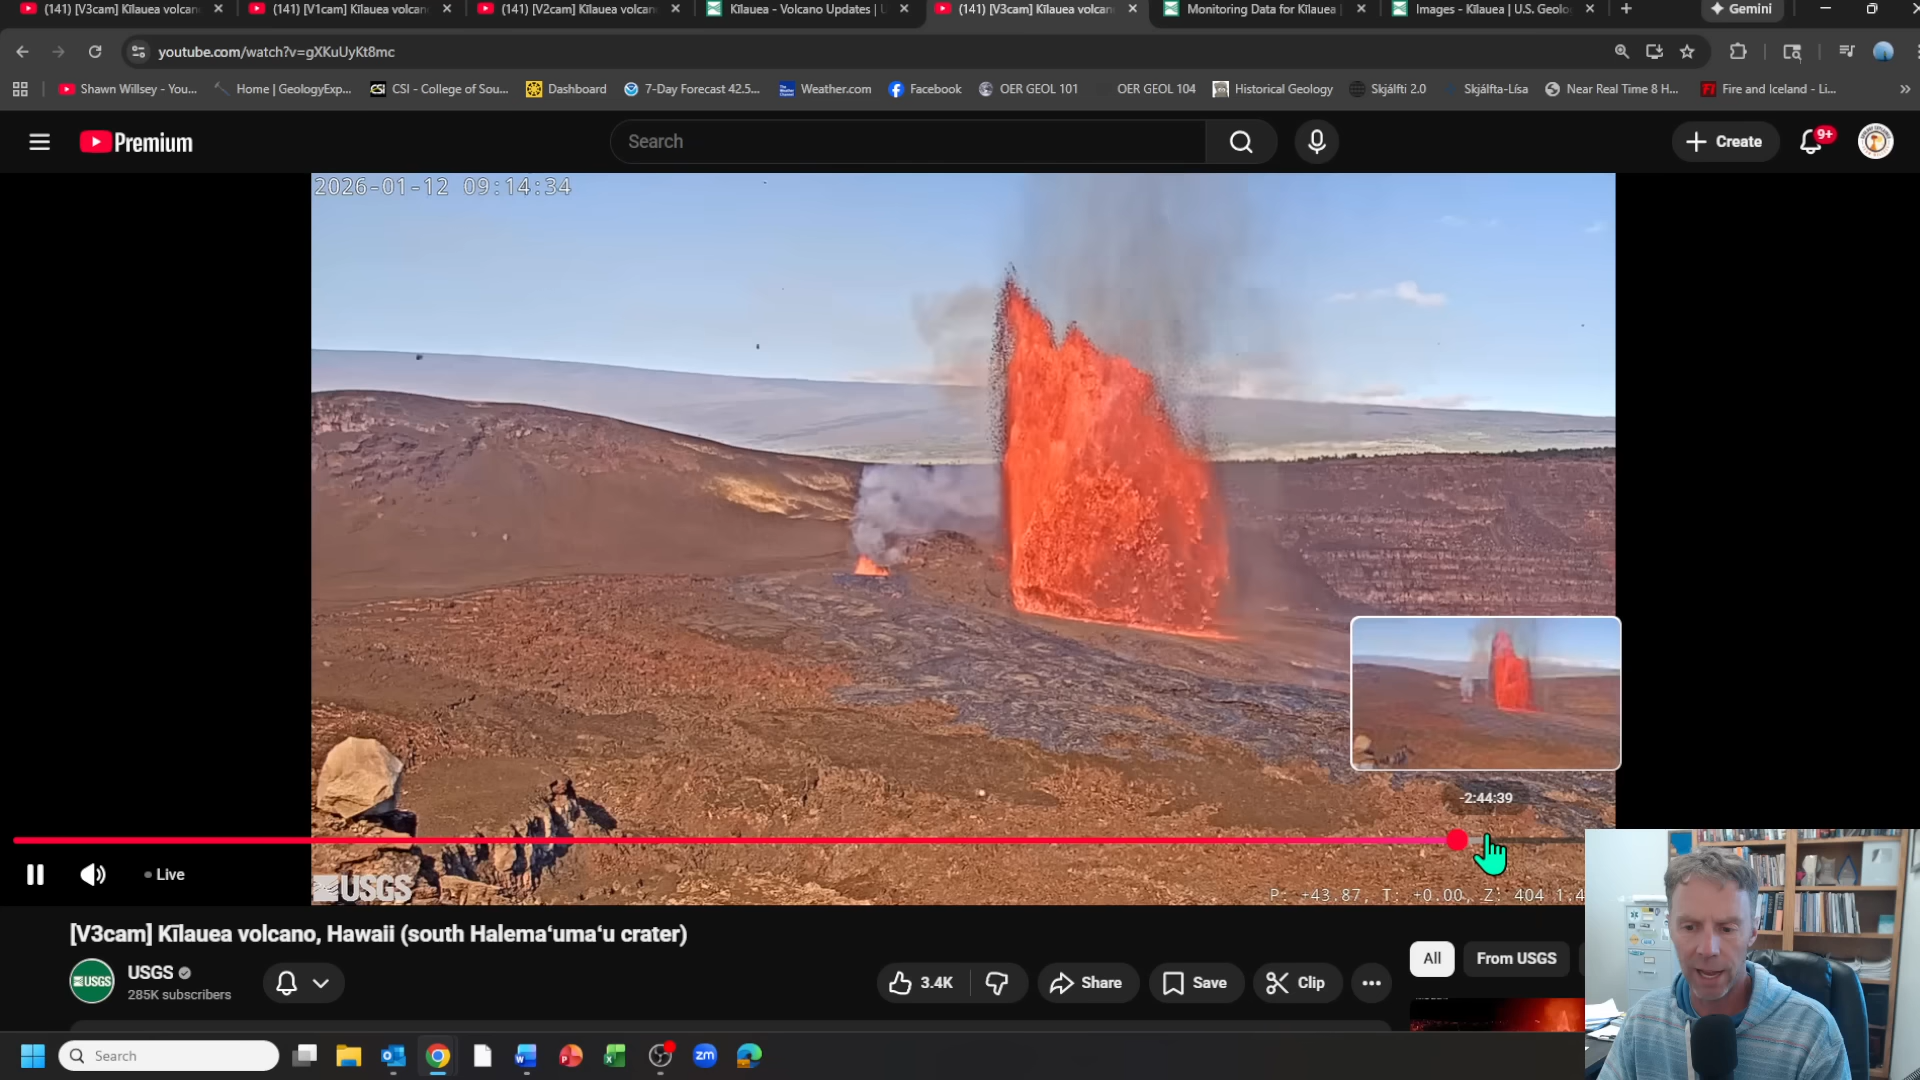 (141) [V3cam] Kīlauea volcan
(141) [V1cam] Kīlauea volcan
(141) [V2cam] Kīlauea volcan
Kīlauea - Volcano Updates | U
(141) [V3cam] Kīlauea volcan
Monitoring Data for Kīlauea |
Images - Kīlauea | U.S. Geolo
Gemini
youtube.com/watch?v=gXKuUyKt8mc
Shawn Willsey - You...
Home | GeologyExp...
CSI - College of Sou...
Dashboard
7-Day Forecast 42.5...
Weather.com
Facebook
OER GEOL 101
OER GEOL 104
Historical Geology
Skjálfti 2.0
Skjálfta-Lísa
Near Real Time 8 H...
Fire and Iceland - Li...
Premium
Search
Create
9+
2026-01-12 09:14:34
-2:44:39
Live
USGS
P: +43.87, T: +0.00, Z: 404 1.4
[V3cam] Kīlauea volcano, Hawaii (south Halemaʻumaʻu crater)
USGS
USGS
285K subscribers
3.4K
Share
Save
Clip
All
From USGS
Search
zm